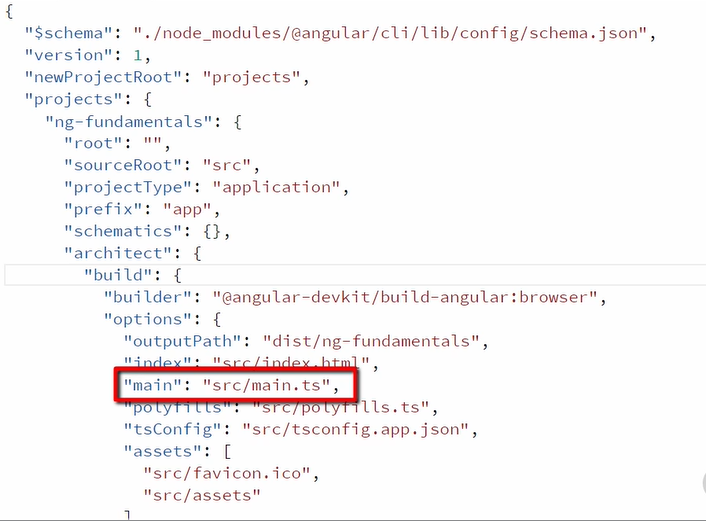 {
"$schema": "./node_modules/@angular/cli/lib/config/schema.json",
"version": 1,
"newProjectRoot": "projects",
"projects": {
"ng-fundamentals": {
"root": "",
"sourceRoot": "src",
"projectType": "application",
"prefix": "app",
"schematics": {},
"architect": {
"build": {
"builder": "@angular-devkit/build-angular:browser",
"options": {
"outputPath": "dist/ng-fundamentals",
"index": "src/index.html",
"main": "src/main.ts",
"polyfills": "src/polyfills.ts",
"tsConfig": "src/tsconfig.app.json",
"assets": [
"src/favicon.ico",
"src/assets"
]